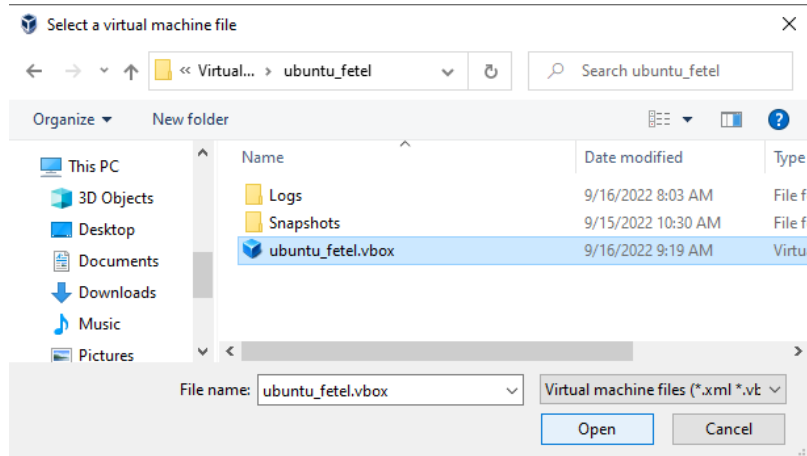 Select a virtual machine file
« Virtual... > ubuntu_fetel
Search ubuntu_fetel
Organize
New folder
?
This PC
3D Objects
Desktop
Documents
Downloads
Music
Pictures
Name Date modified Type
Logs 9/16/2022 8:03 AM File f
Snapshots 9/15/2022 10:30 AM File f
ubuntu_fetel.vbox 9/16/2022 9:19 AM Virtu
File name: ubuntu_fetel.vbox
Virtual machine files (*.xml *.vb
Open Cancel